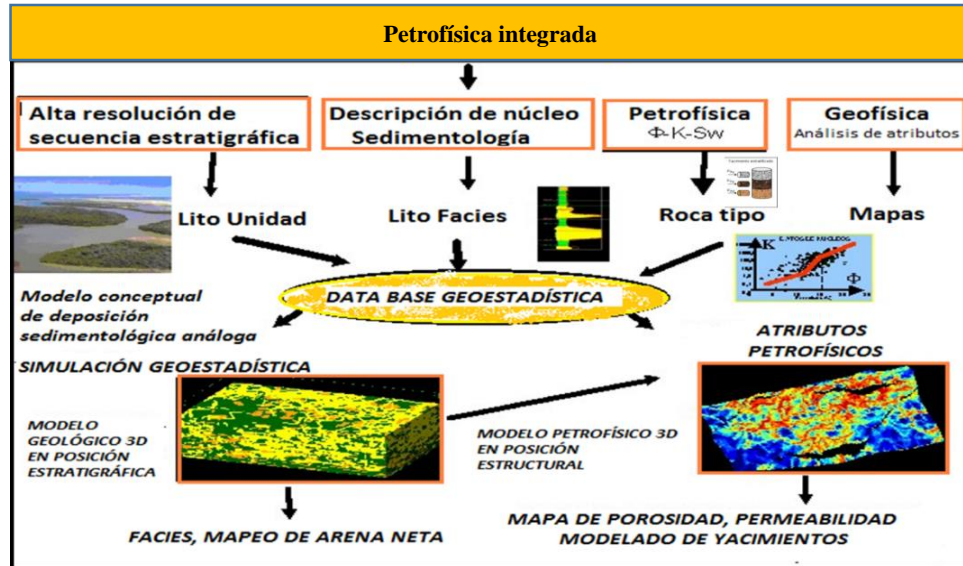 Petrofísica integrada
Alta resolución de
secuencia estratigráfica
Descripción de núcleo
Sedimentología
Petrofísica
Φ-K-Sw
Geofísica
Análisis de atributos
Lito Unidad
Lito Facies
Roca tipo
Mapas
K
Φ
DATA BASE GEOESTADÍSTICA
Modelo conceptual
de deposición
sedimentológica análoga
SIMULACIÓN GEOESTADÍSTICA
ATRIBUTOS
PETROFÍSICOS
MODELO
GEOLÓGICO 3D
EN POSICIÓN
ESTRATIGRÁFICA
MODELO PETROFÍSICO 3D
EN POSICIÓN
ESTRUCTURAL
FACIES, MAPEO DE ARENA NETA
MAPA DE POROSIDAD, PERMEABILIDAD
MODELADO DE YACIMIENTOS